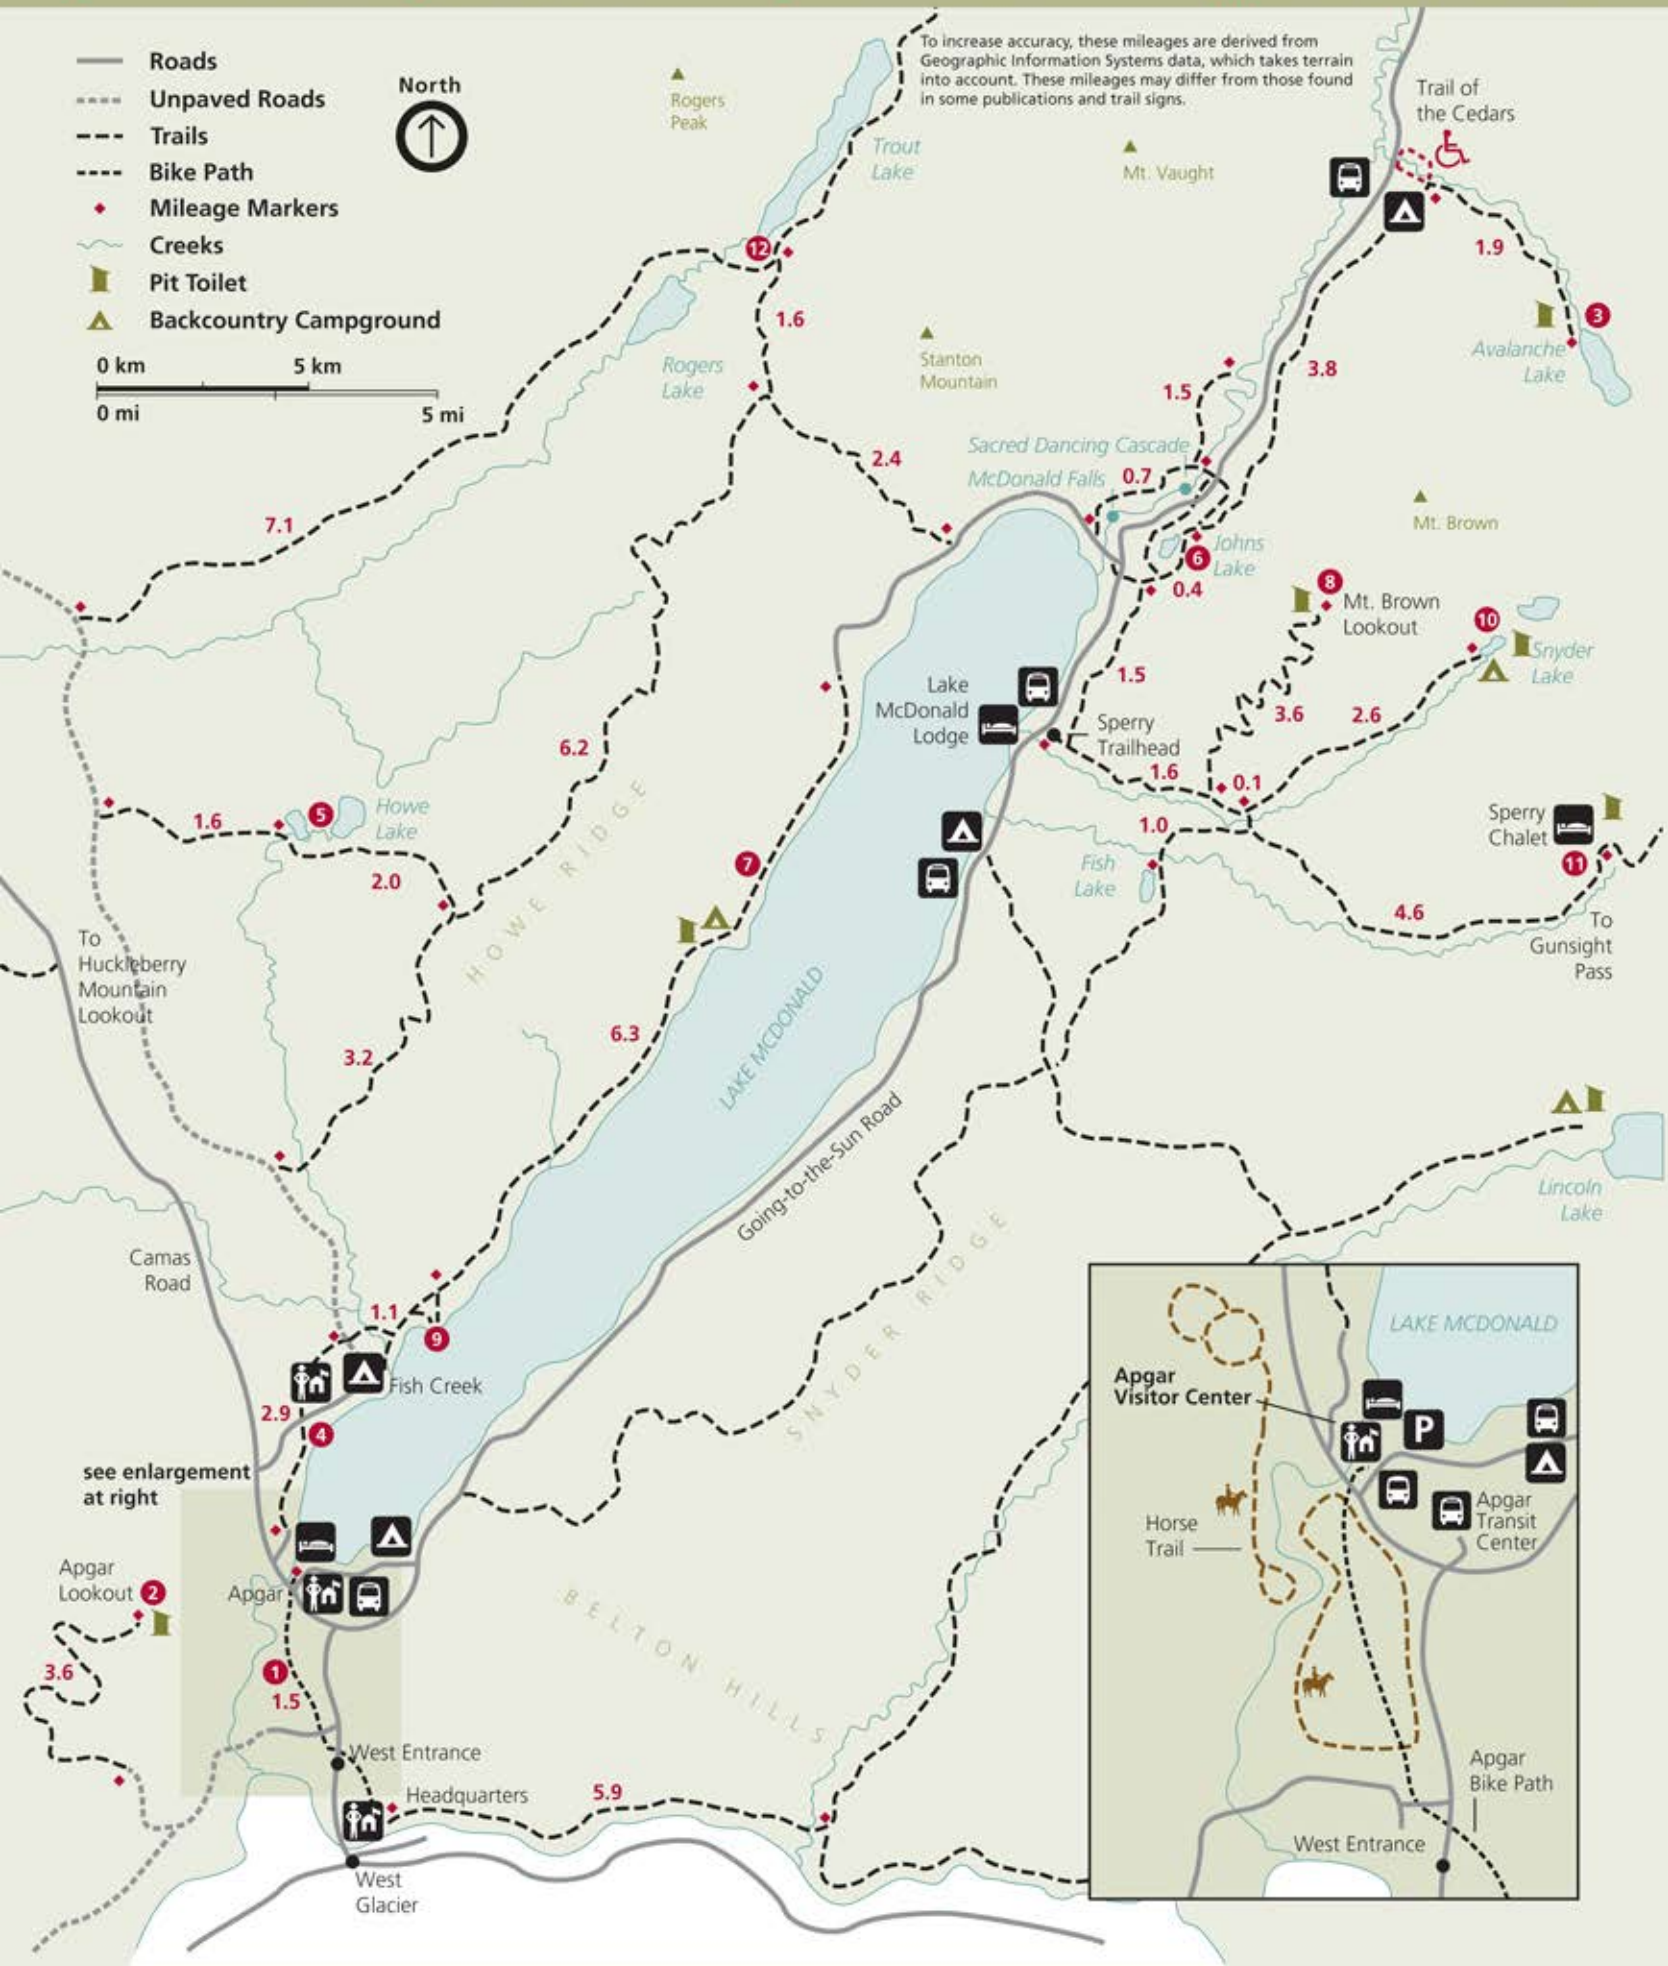 Roads
Unpaved Roads
Trails
Bike Path
Mileage Markers
Creeks
Pit Toilet
Backcountry Campground
0 km 5 km
0 mi 5 mi
North
Rogers
Peak
To increase accuracy, these mileages are derived from
Geographic Information Systems data, which takes terrain
into account. These mileages may differ from those found
in some publications and trail signs.
Trail of
the Cedars
Trout
Lake
Mt. Vaught
12
1.9
1.6
3
Stanton
Mountain
Avalanche
Lake
Rogers
Lake
3.8
1.5
Sacred Dancing Cascade
2.4
McDonald Falls
0.7
7.1
Mt. Brown
6
Johns
Lake
0.4
8
Mt. Brown
Lookout
10
Snyder
Lake
1.5
Lake
McDonald
Lodge
3.6
2.6
Sperry
Trailhead
6.2
1.6
0.1
Howe
Lake
5
1.6
1.0
Sperry
Chalet
11
HOWE RIDGE
7
Fish
Lake
2.0
4.6
To
Gunsight
Pass
To
Huckleberry
Mountain
Lookout
LAKE MCDONALD
6.3
3.2
Going-to-the-Sun Road
Lincoln
Lake
SNYDER RIDGE
Camas
Road
1.1
9
Fish Creek
2.9
4
see enlargement
at right
Apgar
Lookout
2
Apgar
BELTON HILLS
3.6
1
1.5
West Entrance
Headquarters
5.9
West
Glacier
LAKE MCDONALD
Apgar
Visitor Center
P
Horse
Trail
Apgar
Transit
Center
Apgar
Bike Path
West Entrance